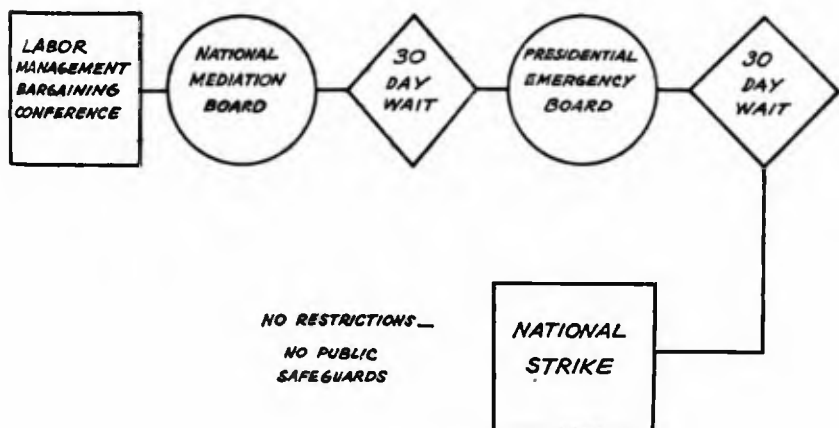 LABOR
MANAGEMENT
BARGAINING
CONFERENCE
NATIONAL
MEDIATION
BOARD
30
DAY
WAIT
PRESIDENTIAL
EMERGENCY
BOARD
30
DAY
WAIT
NO RESTRICTIONS—
NO PUBLIC
SAFEGUARDS
NATIONAL
STRIKE